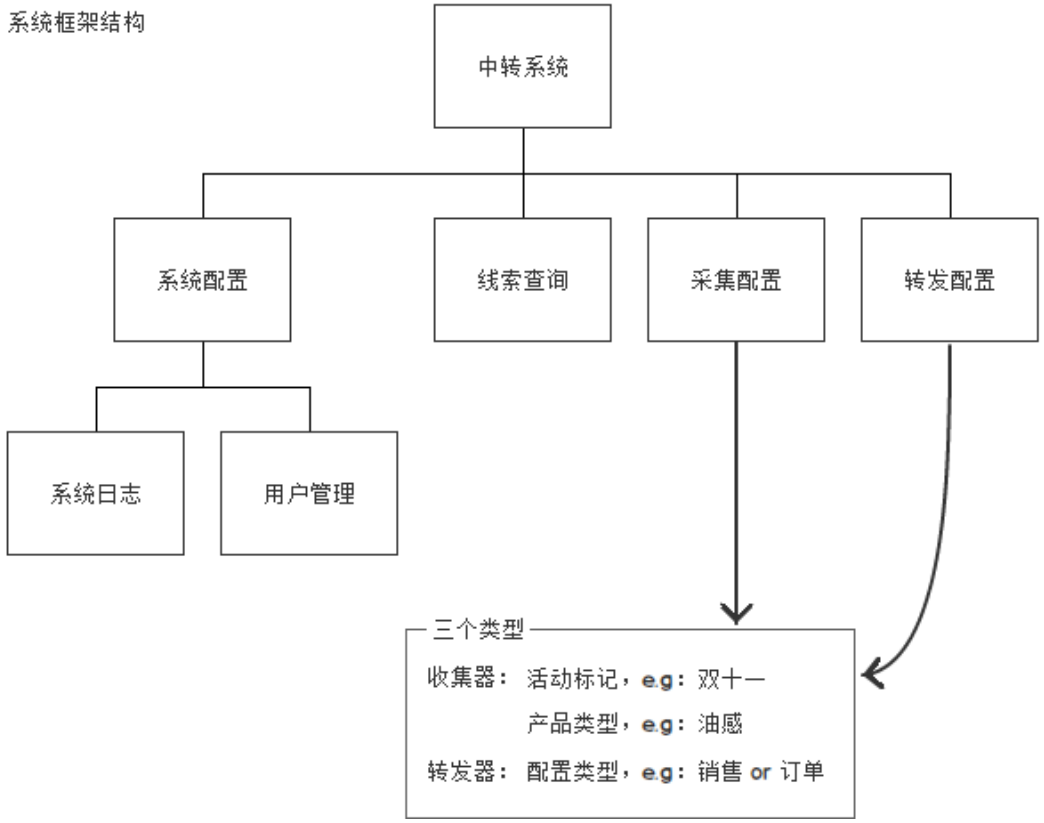 系统框架结构
中转系统
系统配置
线索查询
采集配置
转发配置
系统日志
用户管理
三个类型
收集器：活动标记，e.g：双十一
产品类型，e.g：油感
转发器：配置类型，e.g：销售 or 订单